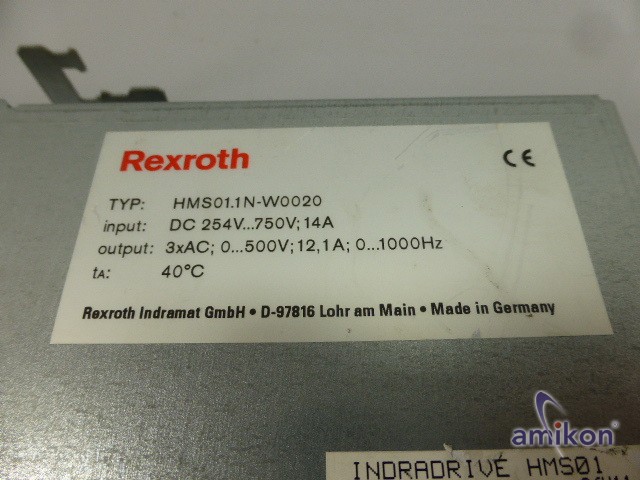 Rexroth
CE
TYP: HMS01.1N-W0020
input: DC 254V...750V; 14A
output: 3xAC; 0...500V; 12,1A; 0...1000Hz
tA: 40°C
Rexroth Indramat GmbH • D-97816 Lohr am Main • Made in Germany
amikon
INDRADRIVE HMS01